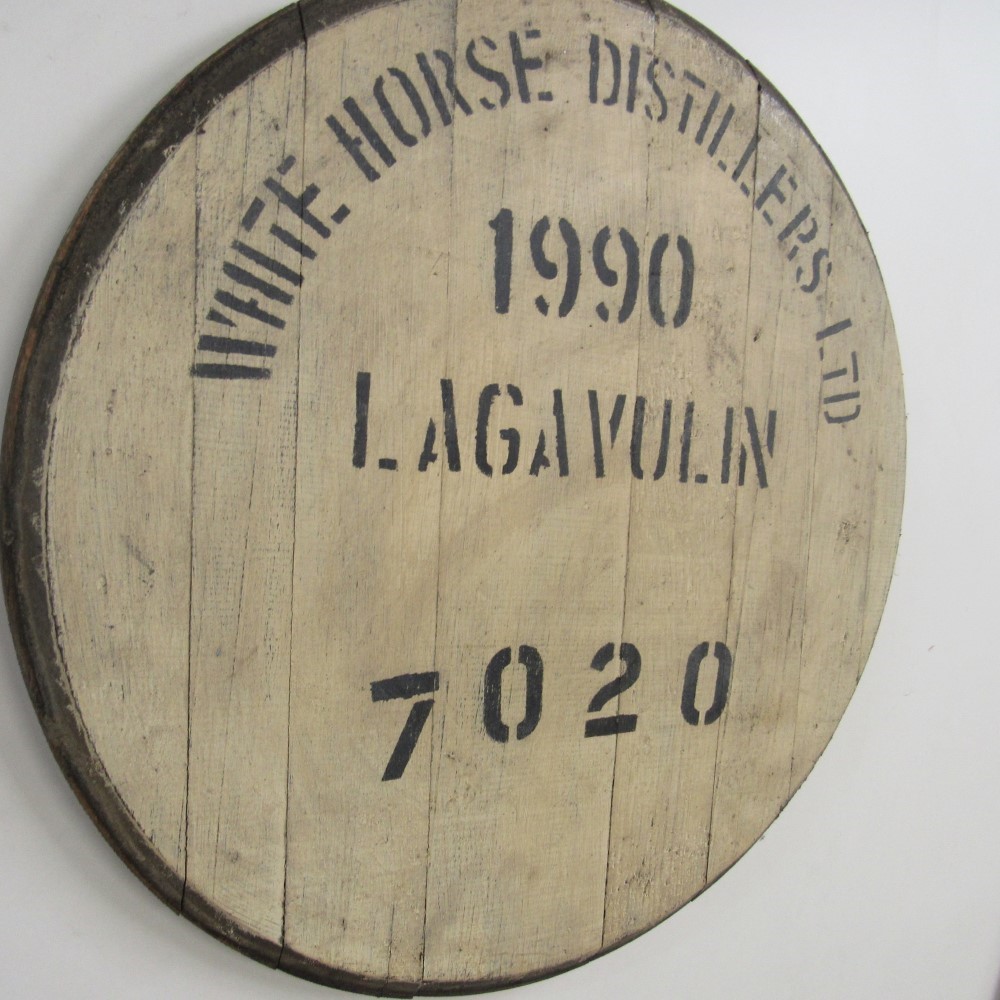 WHITE HORSE DISTILLERS LTD
1990
LAGAVULIN
7020